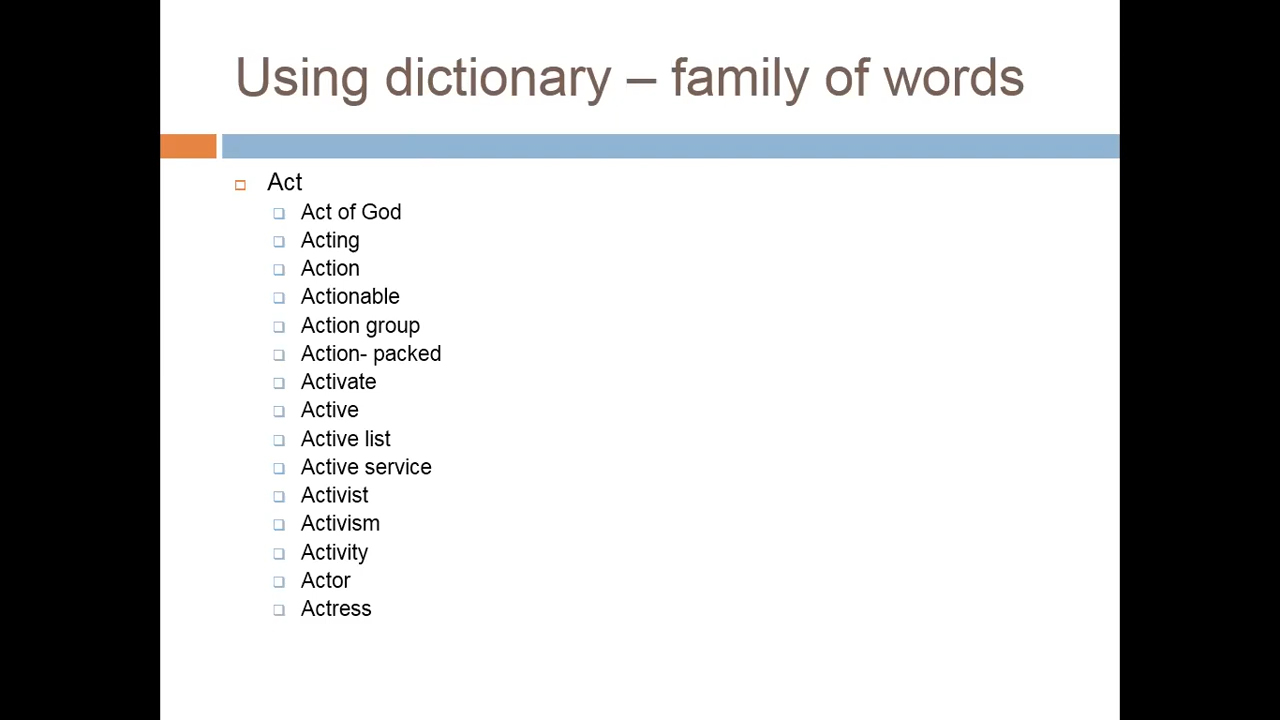 Using dictionary – family of words
Act
Act of God
Acting
Action
Actionable
Action group
Action- packed
Activate
Active
Active list
Active service
Activist
Activism
Activity
Actor
Actress